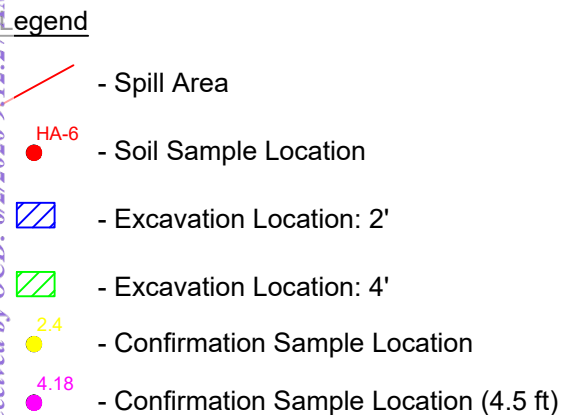 Legend
- Spill Area
HA-6
- Soil Sample Location
- Excavation Location: 2'
- Excavation Location: 4'
2.4
- Confirmation Sample Location
4.18
- Confirmation Sample Location (4.5 ft)